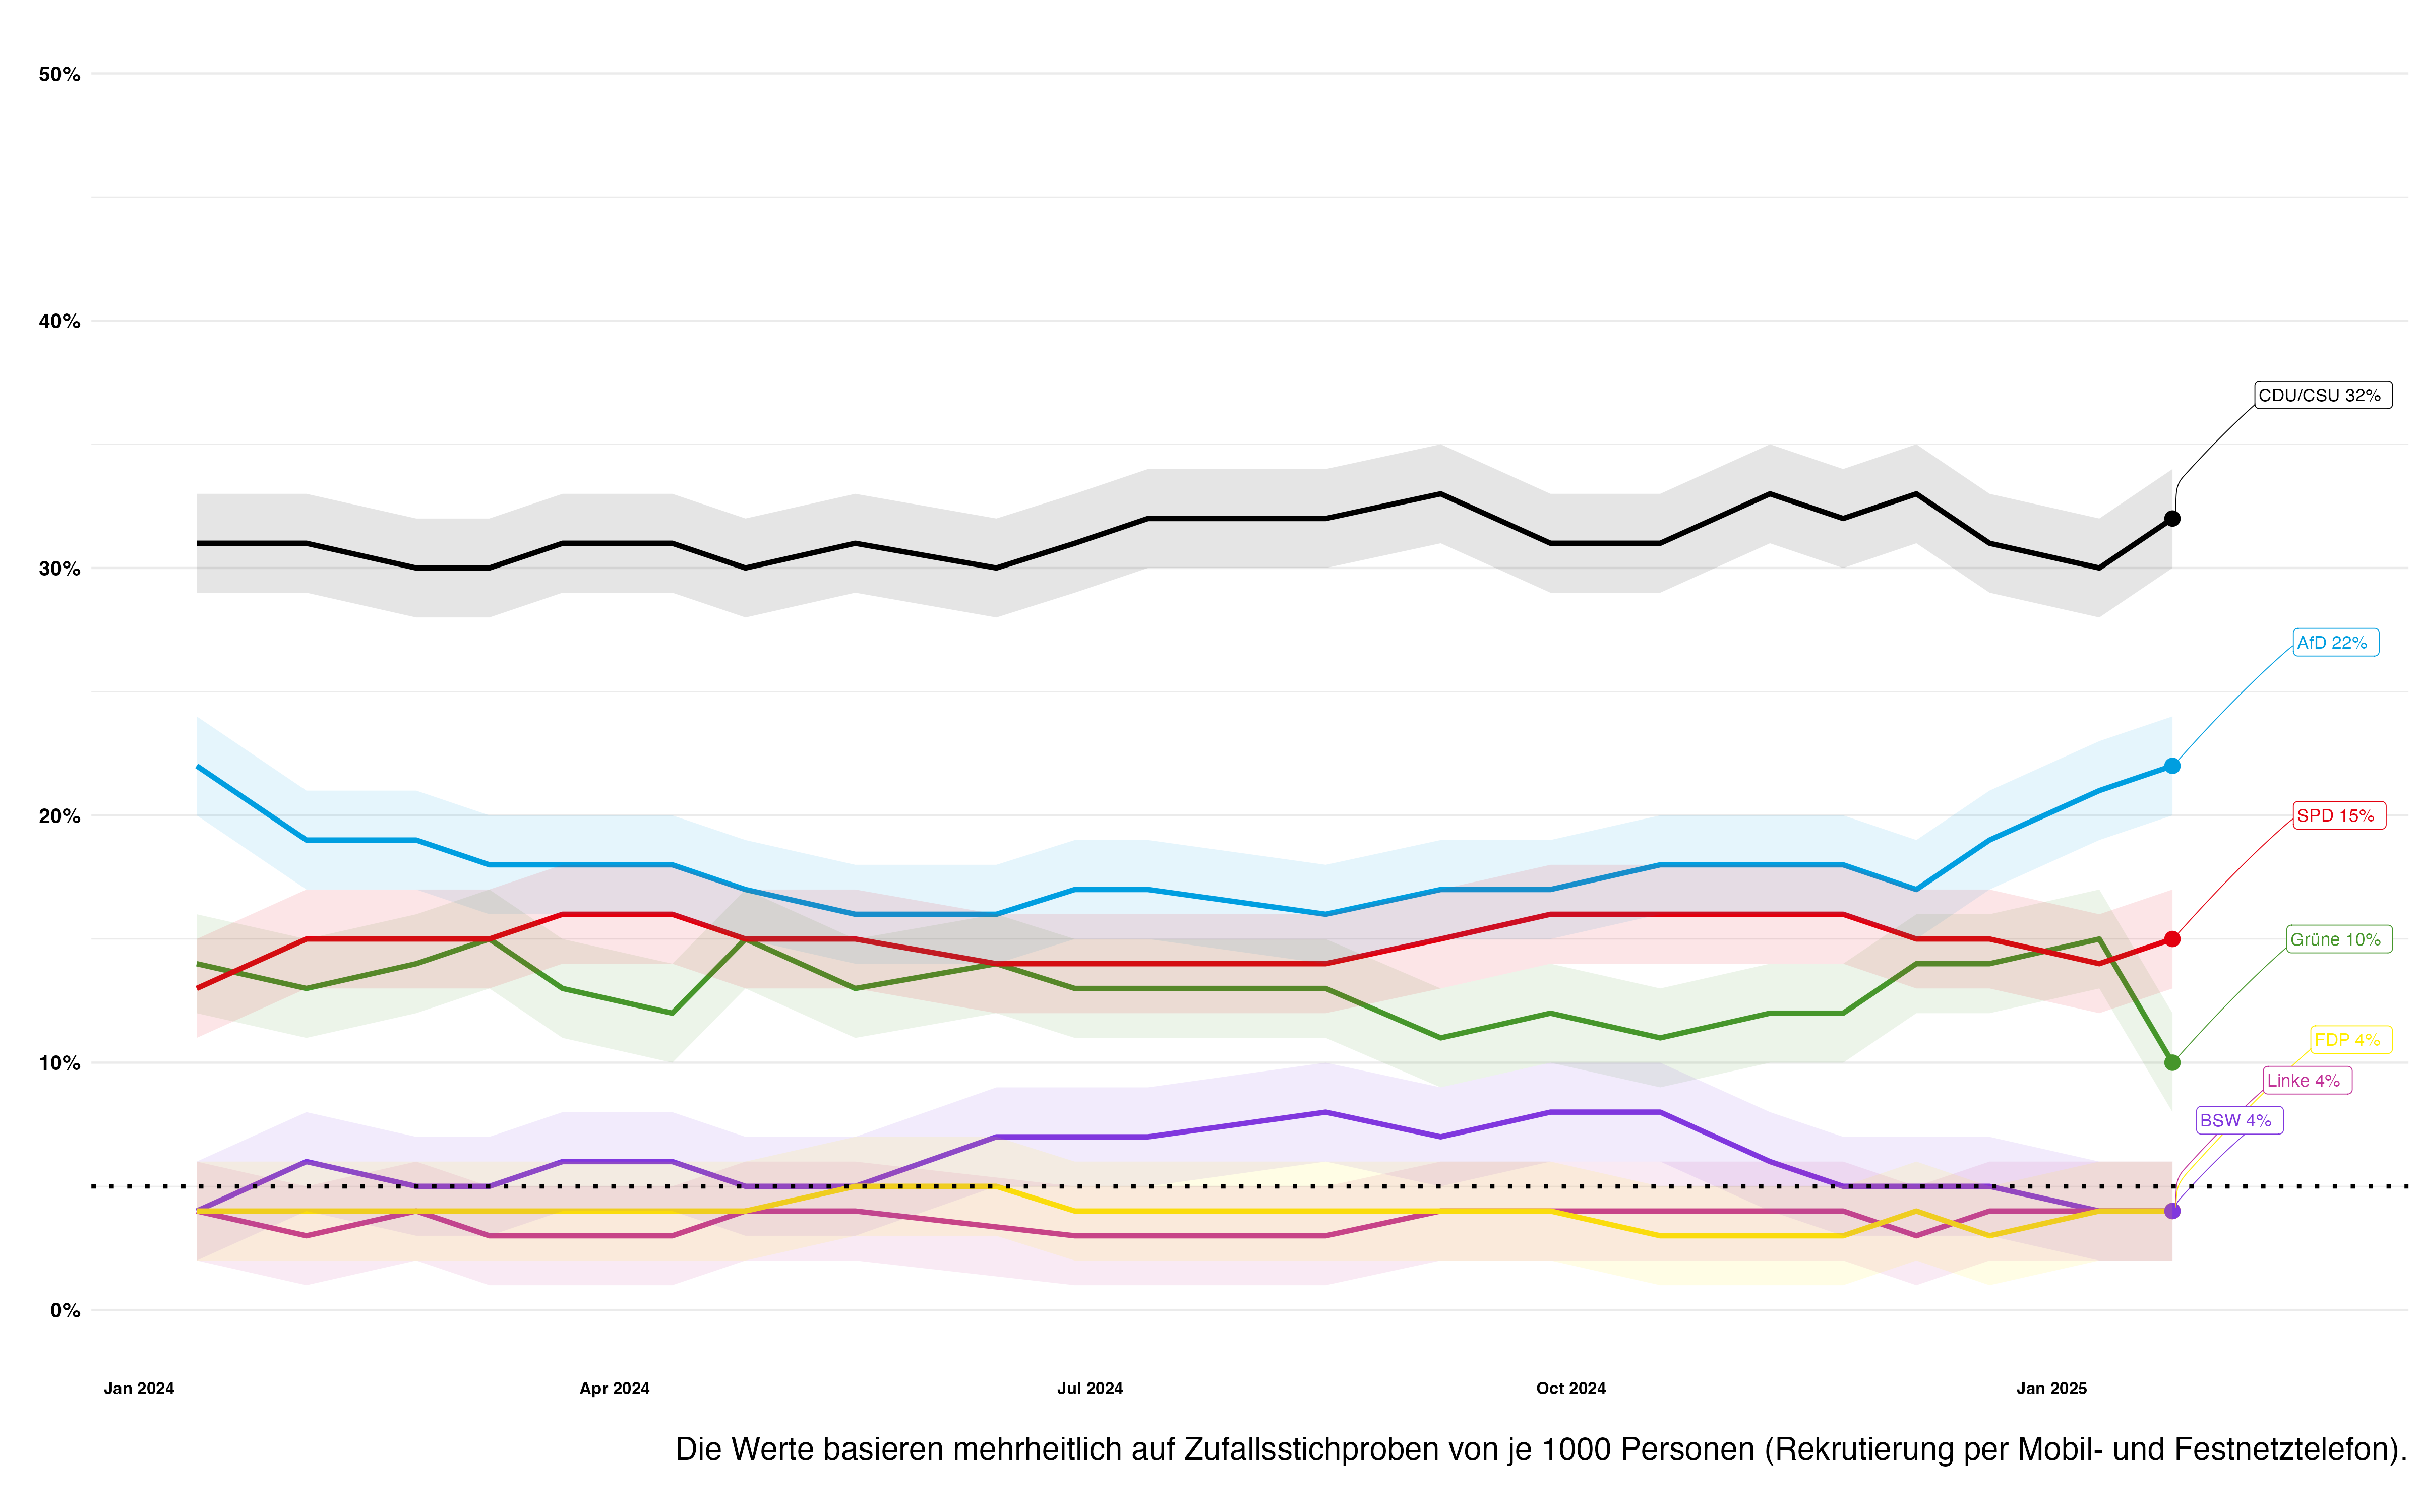 50%
40%
CDU/CSU 32%
30%
AfD 22%
20%
SPD 15%
Grüne 10%
FDP 4%
10%
Linke 4%
BSW 4%
0%
Jan 2024 Apr 2024 Jul 2024 Oct 2024 Jan 2025
Die Werte basieren mehrheitlich auf Zufallsstichproben von je 1000 Personen (Rekrutierung per Mobil- und Festnetztelefon).